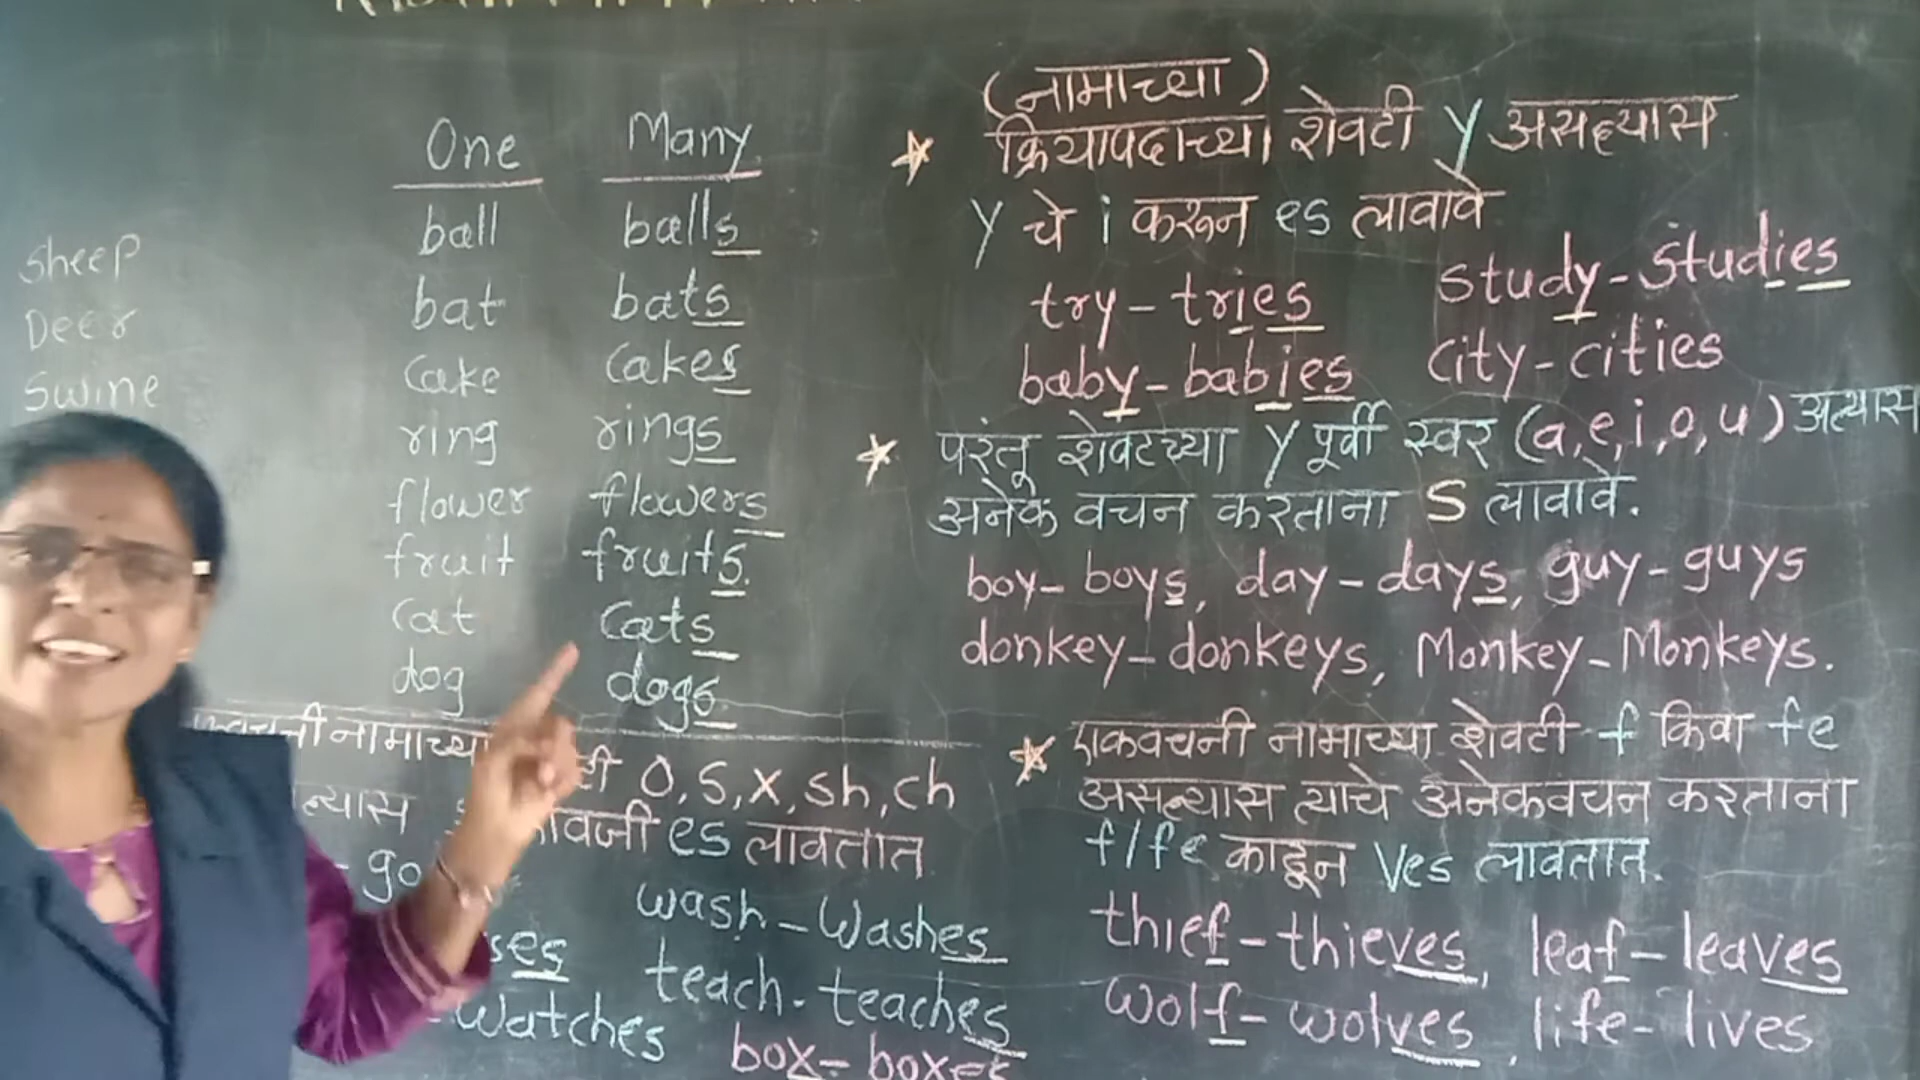 One Many
ball balls
bat bats
cake cakes
ring rings
flower flowers
fruit fruits.
cat cats
dog dogs
Sheep
Deer
Swine
नामाच्या
O, S, X, sh, ch
es लावतात
go
ses
wash - washes
teach - teaches
watches
box - boxes
(नामाच्या)
* क्रियापदाच्या शेवटी y असल्यास
y चे i करून es लावावे
try - tries study - studies
baby - babies city - cities
* परंतू शेवटच्या y पूर्वी स्वर (a, e, i, o, u) अल्यास
अनेक वचन करताना S लावावे.
boy - boys, day - days, guy - guys
donkey - donkeys, Monkey - Monkeys.
* एकवचनी नामाच्या शेवटी f किवा fe
असल्यास त्याचे अनेकवचन करताना
f/fe काढून ves लावतात.
thief - thieves, leaf - leaves
wolf - wolves, life - lives